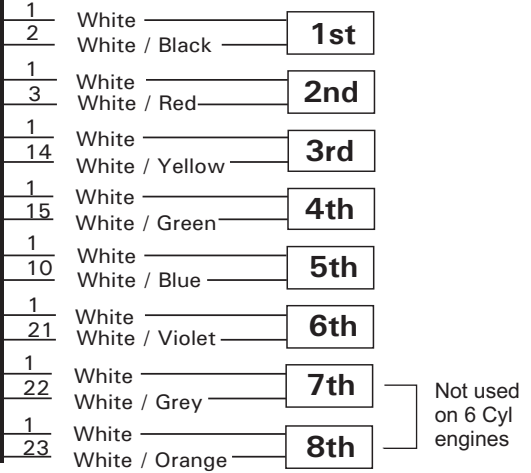 1 White
2 White / Black 1st
1 White
3 White / Red 2nd
1 White
14 White / Yellow 3rd
1 White
15 White / Green 4th
1 White
10 White / Blue 5th
1 White
21 White / Violet 6th
1 White
22 White / Grey 7th
1 White
23 White / Orange 8th
Not used
on 6 Cyl
engines